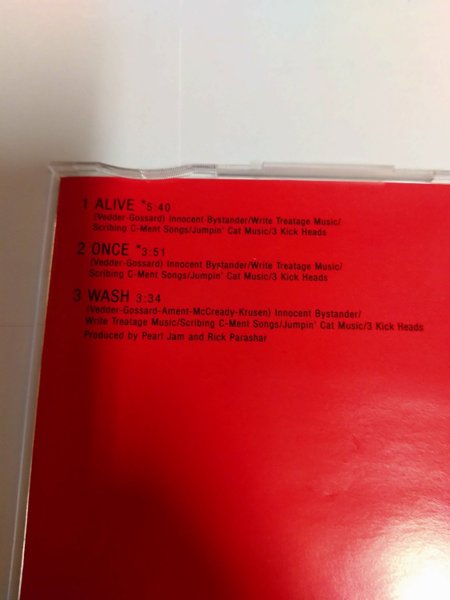 1 ALIVE *5:40
(Vedder-Gossard) Innocent Bystander/Write Treatage Music/
Scribing C-Ment Songs/Jumpin' Cat Music/3 Kick Heads
2 ONCE *3:51
(Vedder-Gossard) Innocent Bystander/Write Treatage Music/
Scribing C-Ment Songs/Jumpin' Cat Music/3 Kick Heads
3 WASH 3:34
(Vedder-Gossard-Ament-McCready-Krusen) Innocent Bystander/
Write Treatage Music/Scribing C-Ment Songs/Jumpin' Cat Music/3 Kick Heads
Produced by Pearl Jam and Rick Parashar